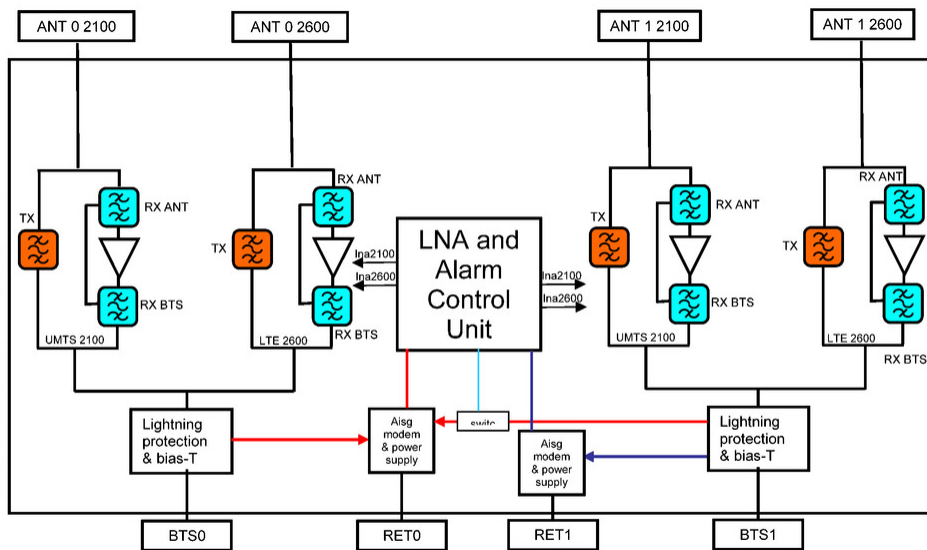 ANT 0 2100
ANT 0 2600
ANT 1 2100
ANT 1 2600
TX
RX ANT
RX BTS
UMTS 2100
TX
RX ANT
RX BTS
LTE 2600
lna2100
lna2600
LNA and
Alarm
Control
Unit
lna2100
lna2600
TX
RX ANT
RX BTS
UMTS 2100
TX
RX ANT
RX BTS
LTE 2600
Lightning
protection
& bias-T
Aisg
modem
& power
supply
switc
Aisg
modem
& power
supply
Lightning
protection
& bias-T
BTS0
RET0
RET1
BTS1